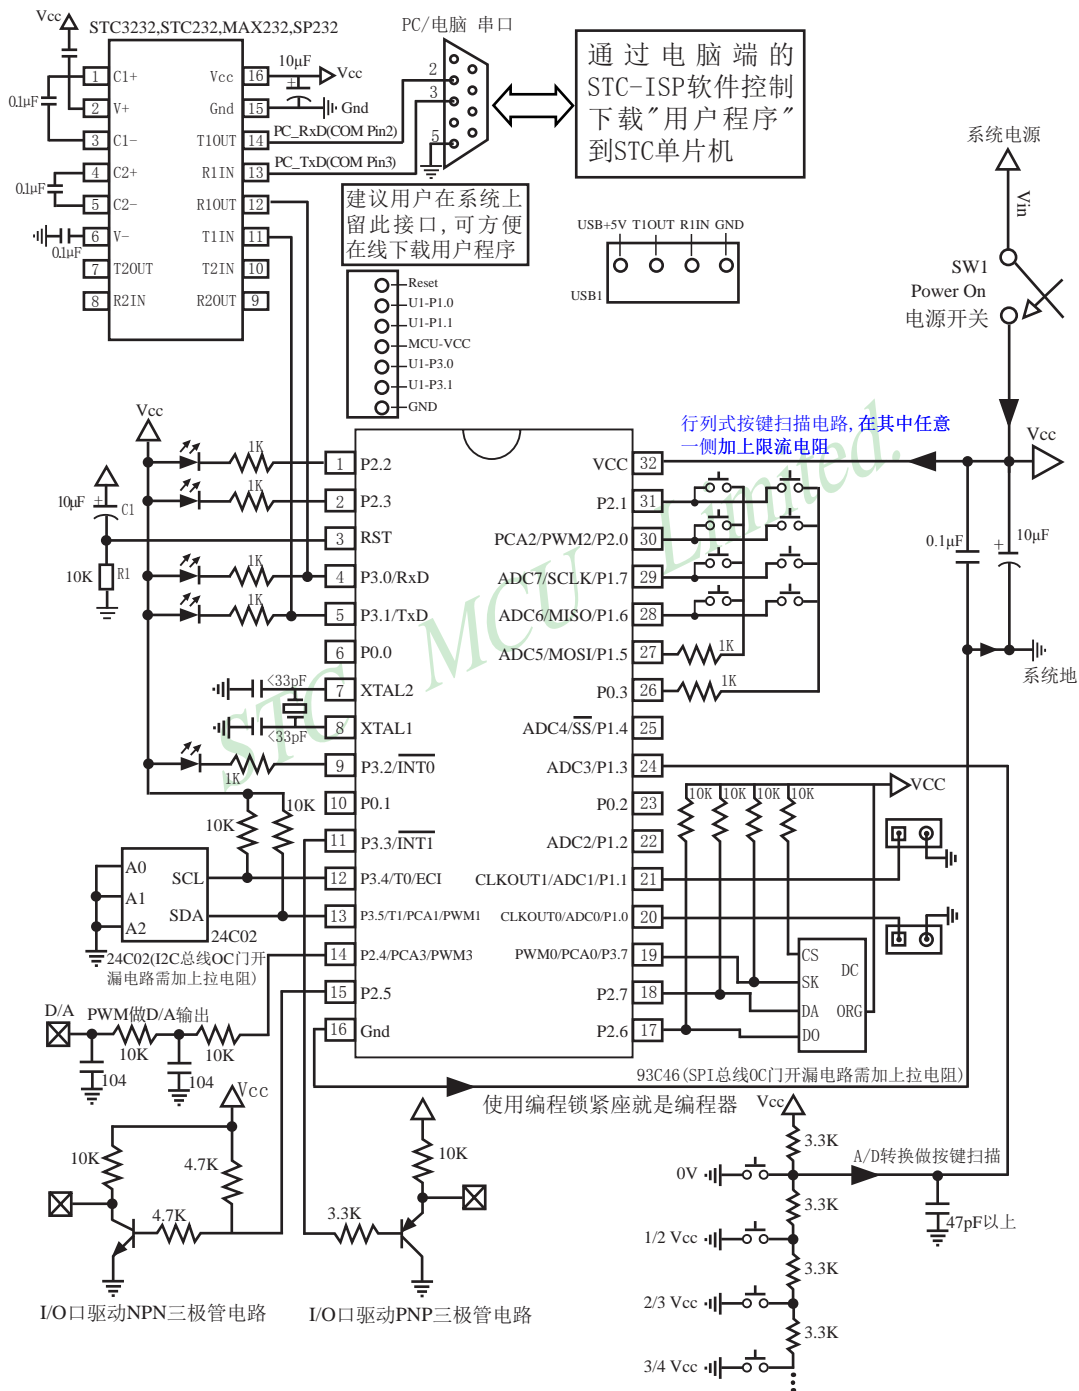 Vcc
STC3232,STC232,MAX232,SP232
PC/电脑 串口
通过电脑端的
STC-ISP软件控制
下载"用户程序"
到STC单片机
1 C1+
2 V+
3 C1-
4 C2+
5 C2-
6 V-
7 T2OUT
8 R2IN
Vcc 16
Gnd 15
T1OUT 14
R1IN 13
R1OUT 12
T1IN 11
T2IN 10
R2OUT 9
0.1μF
0.1μF
0.1μF
10μF
+
Vcc
Gnd
PC_RxD(COM Pin2)
PC_TxD(COM Pin3)
2
3
5
建议用户在系统上
留此接口,可方便
在线下载用户程序
Reset
U1-P1.0
U1-P1.1
MCU-VCC
U1-P3.0
U1-P3.1
GND
USB+5V T1OUT R1IN GND
USB1
系统电源
Vin
SW1
Power On
电源开关
Vcc
行列式按键扫描电路,在其中任意
一侧加上限流电阻
Vcc
0.1μF
+
10μF
系统地
1K
1K
10μF
+
C1
10K
R1
1K
1K
<33pF
<33pF
1K
10K
10K
1 P2.2
2 P2.3
3 RST
4 P3.0/RxD
5 P3.1/TxD
6 P0.0
7 XTAL2
8 XTAL1
9 P3.2/INT0
10 P0.1
11 P3.3/INT1
12 P3.4/T0/ECI
13 P3.5/T1/PCA1/PWM1
14 P2.4/PCA3/PWM3
15 P2.5
16 Gnd
VCC 32
P2.1 31
PCA2/PWM2/P2.0 30
ADC7/SCLK/P1.7 29
ADC6/MISO/P1.6 28
ADC5/MOSI/P1.5 27
P0.3 26
ADC4/SS/P1.4 25
ADC3/P1.3 24
P0.2 23
ADC2/P1.2 22
CLKOUT1/ADC1/P1.1 21
CLKOUT0/ADC0/P1.0 20
PWM0/PCA0/P3.7 19
P2.7 18
P2.6 17
STC MCU Limited.
1K
1K
10K 10K 10K 10K
VCC
A0
A1
A2
SCL
SDA
24C02
24C02(I2C总线OC门开
漏电路需加上拉电阻)
CS
SK
DA
DO
DC
ORG
93C46(SPI总线OC门开漏电路需加上拉电阻)
D/A
PWM做D/A输出
10K
10K
104
104
使用编程锁紧座就是编程器
Vcc
10K
4.7K
4.7K
I/O口驱动NPN三极管电路
10K
3.3K
I/O口驱动PNP三极管电路
Vcc
3.3K
0V
A/D转换做按键扫描
3.3K
47pF以上
1/2 Vcc
3.3K
2/3 Vcc
3.3K
3/4 Vcc